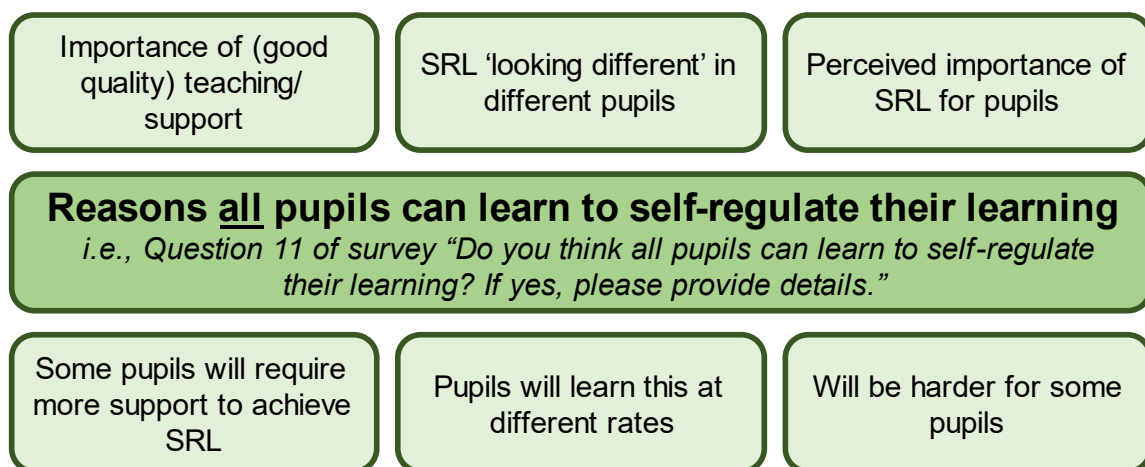 Importance of (good
quality) teaching/
support
SRL ‘looking different’ in
different pupils
Perceived importance of
SRL for pupils
Reasons all pupils can learn to self-regulate their learning
i.e., Question 11 of survey “Do you think all pupils can learn to self-regulate
their learning? If yes, please provide details.”
Some pupils will require
more support to achieve
SRL
Pupils will learn this at
different rates
Will be harder for some
pupils